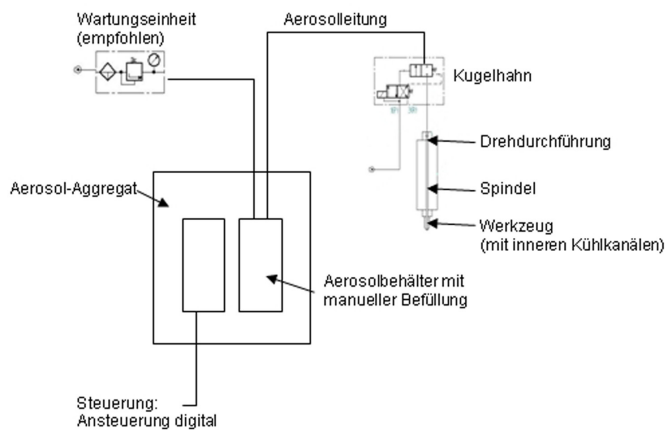 Wartungseinheit
(empfohlen)
Aerosolleitung
Kugelhahn
Drehdurchführung
Aerosol-Aggregat
Spindel
Werkzeug
(mit inneren Kühlkanälen)
Aerosolbehälter mit
manueller Befüllung
Steuerung:
Ansteuerung digital